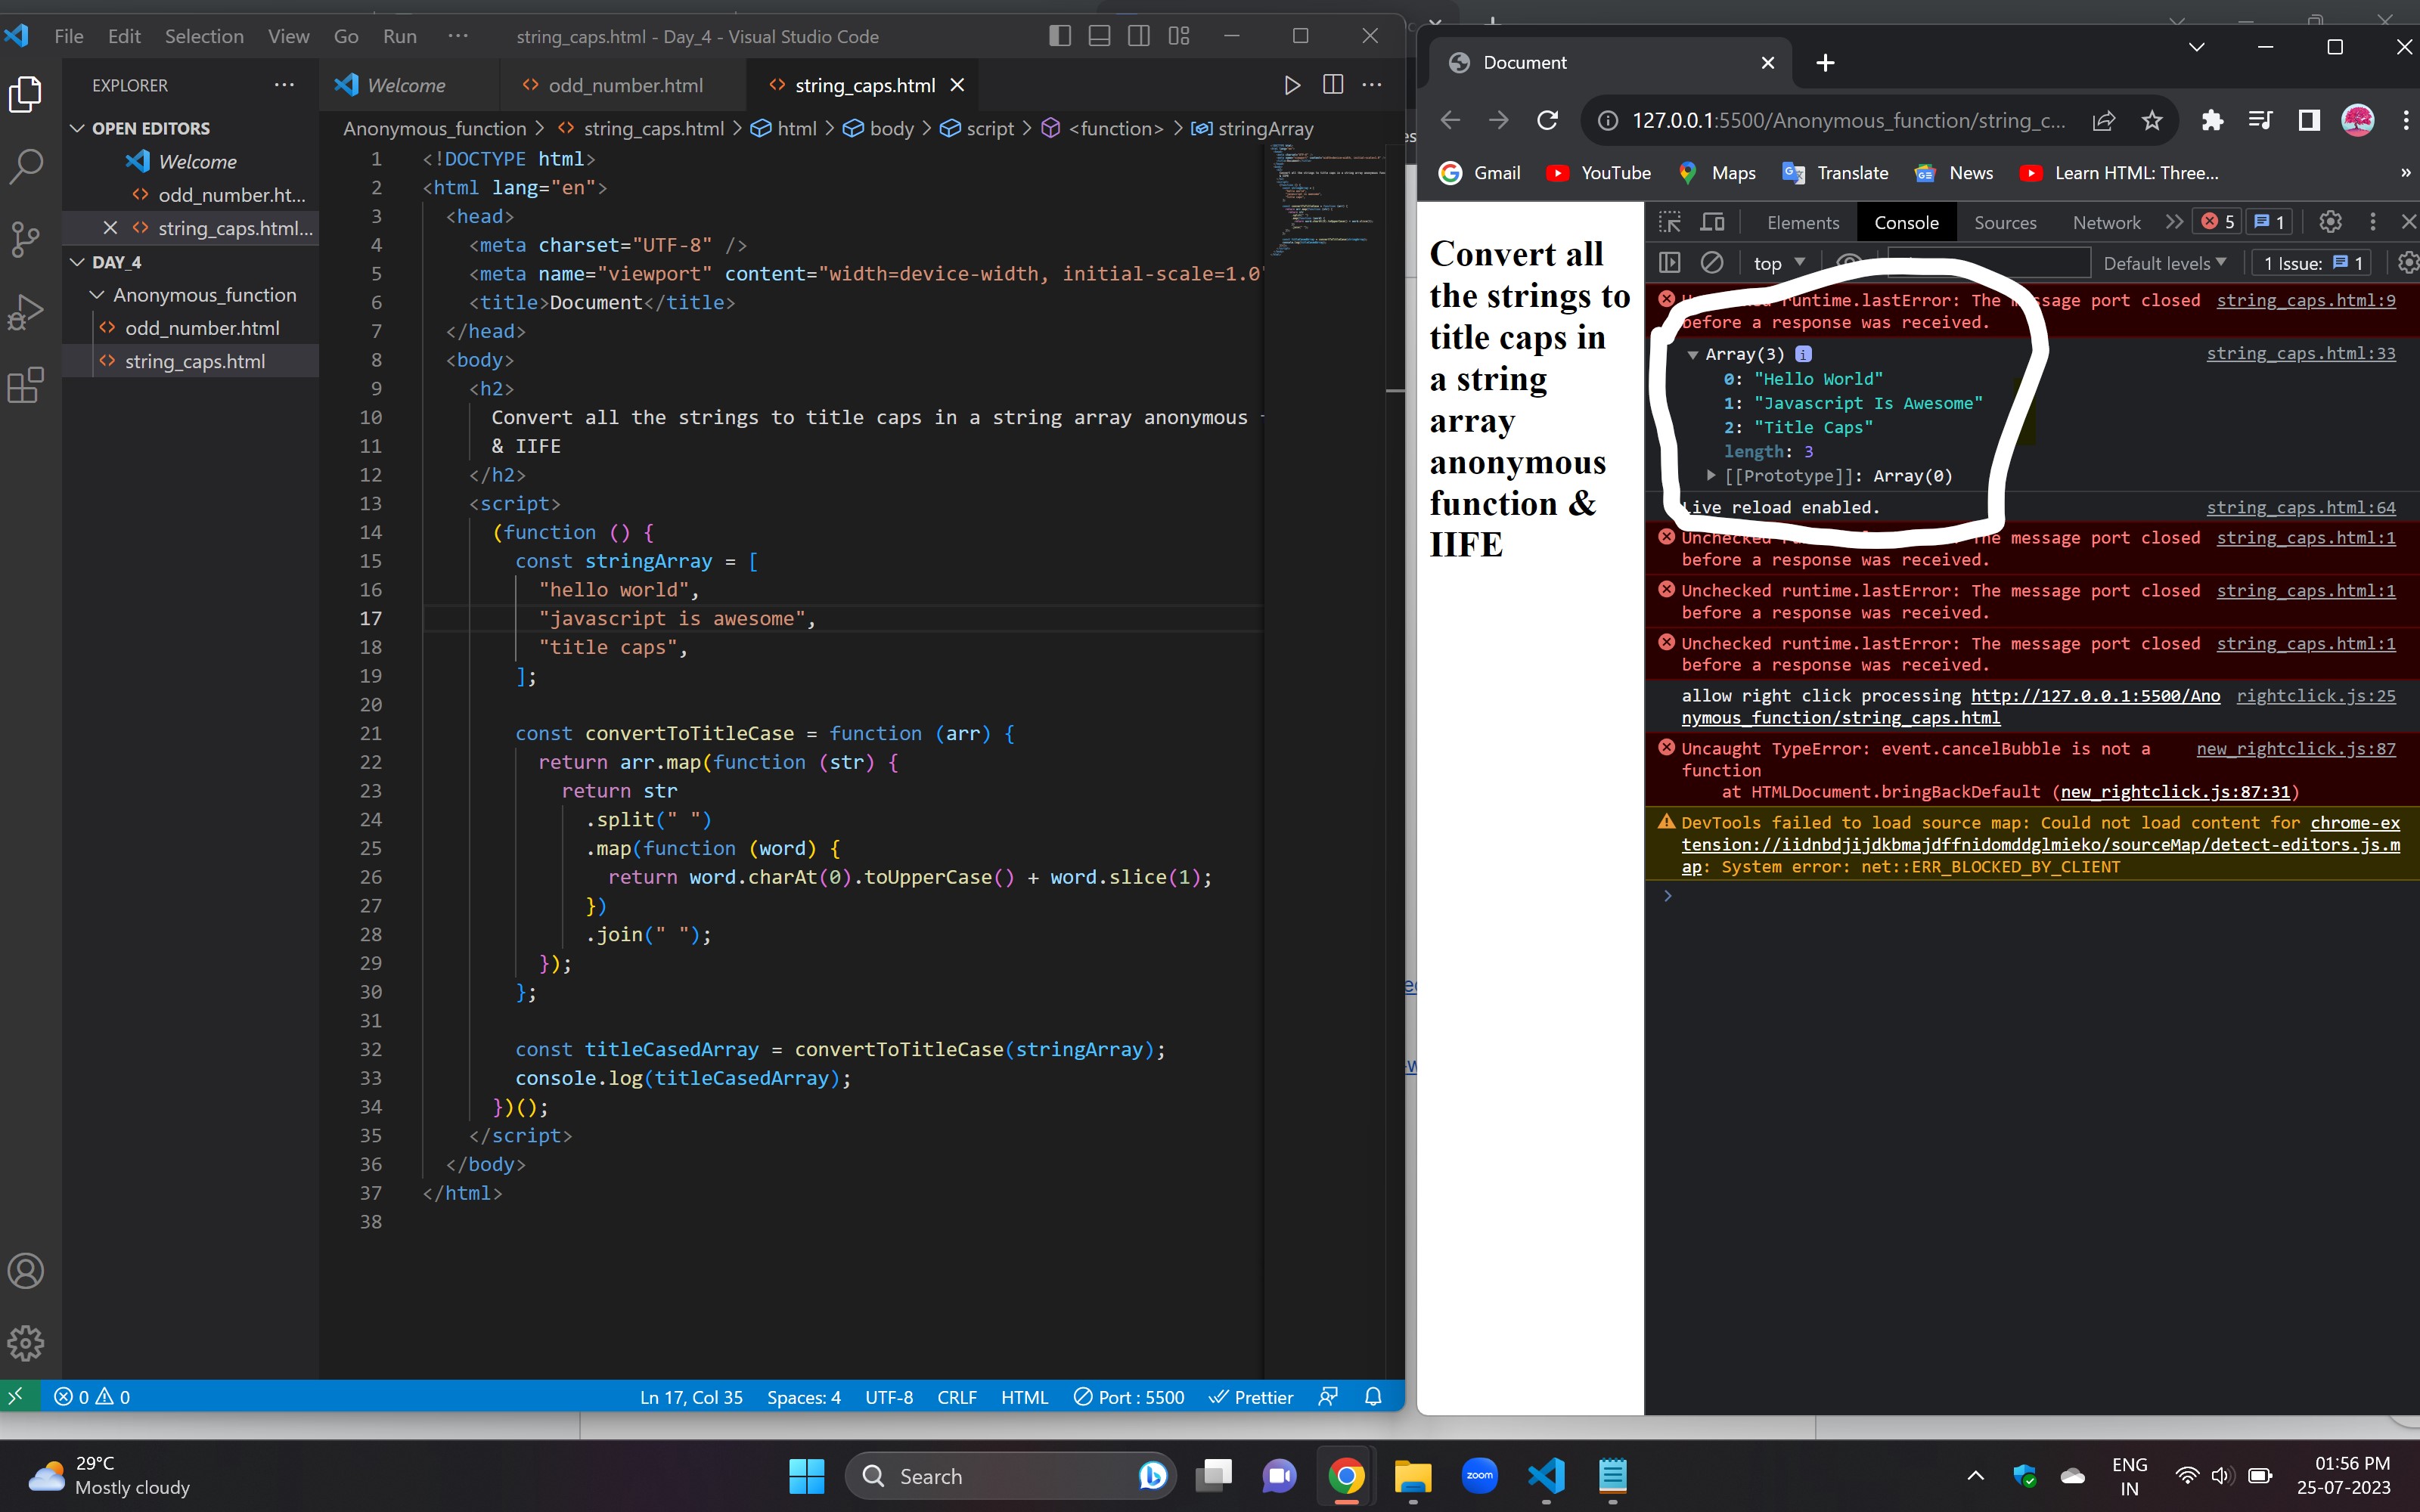 File Edit Selection View Go Run ··· string_caps.html - Day_4 - Visual Studio Code
EXPLORER ···
OPEN EDITORS
Welcome
odd_number.ht...
string_caps.html...
DAY_4
Anonymous_function
odd_number.html
string_caps.html
Welcome odd_number.html string_caps.html
Anonymous_function > string_caps.html > html > body > script > <function> > stringArray
1 <!DOCTYPE html>
2 <html lang="en">
3 <head>
4 <meta charset="UTF-8" />
5 <meta name="viewport" content="width=device-width, initial-scale=1.0"
6 <title>Document</title>
7 </head>
8 <body>
9 <h2>
10 Convert all the strings to title caps in a string array anonymous
11 & IIFE
12 </h2>
13 <script>
14 (function () {
15 const stringArray = [
16 "hello world",
17 "javascript is awesome",
18 "title caps",
19 ];
20
21 const convertToTitleCase = function (arr) {
22 return arr.map(function (str) {
23 return str
24 .split(" ")
25 .map(function (word) {
26 return word.charAt(0).toUpperCase() + word.slice(1);
27 })
28 .join(" ");
29 });
30 };
31
32 const titleCasedArray = convertToTitleCase(stringArray);
33 console.log(titleCasedArray);
34 })();
35 </script>
36 </body>
37 </html>
38
0 0 Ln 17, Col 35 Spaces: 4 UTF-8 CRLF HTML Port : 5500 Prettier
Document
127.0.0.1:5500/Anonymous_function/string_c...
Gmail YouTube Maps Translate News Learn HTML: Three... »
Convert all
the strings to
title caps in
a string
array
anonymous
function &
IIFE
Elements Console Sources Network 5 1
top Default levels 1 Issue: 1
runtime.lastError: The message port closed string_caps.html:9
before a response was received.
Array(3) i string_caps.html:33
0: "Hello World"
1: "Javascript Is Awesome"
2: "Title Caps"
length: 3
[[Prototype]]: Array(0)
Live reload enabled. string_caps.html:64
Unchecked The message port closed string_caps.html:1
before a response was received.
Unchecked runtime.lastError: The message port closed string_caps.html:1
before a response was received.
Unchecked runtime.lastError: The message port closed string_caps.html:1
before a response was received.
allow right click processing http://127.0.0.1:5500/Ano rightclick.js:25
nymous_function/string_caps.html
Uncaught TypeError: event.cancelBubble is not a new_rightclick.js:87
function
at HTMLDocument.bringBackDefault (new_rightclick.js:87:31)
DevTools failed to load source map: Could not load content for chrome-ex
tension://iidnbdjijdkbmajdffnidomddglmieko/sourceMap/detect-editors.js.m
ap: System error: net::ERR_BLOCKED_BY_CLIENT
29°C
Mostly cloudy
Search
zoom
ENG
IN
01:56 PM
25-07-2023